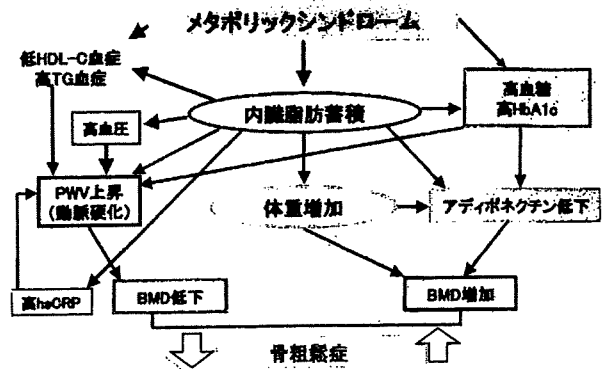 メタボリックシンドローム
低HDL-C血症
高TG血症
高血糖
高HbA1c
内臓脂肪蓄積
高血圧
PWV上昇
(動脈硬化)
体重増加
アディポネクチン低下
高hsCRP
BMD低下
BMD増加
骨粗鬆症